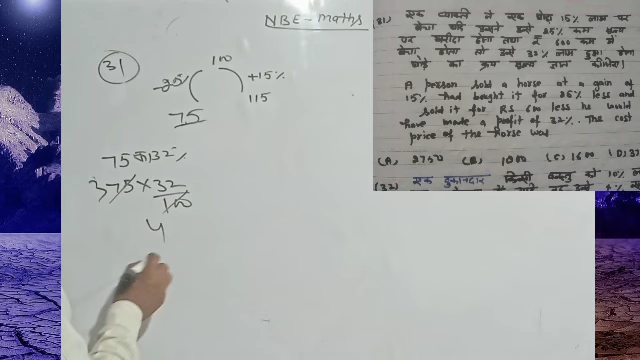 NBE - maths
31
100
-25%
+15%
75
115
75 का 32%
375 × 32
100
4
(31) एक व्यक्ति ने एक घोड़ा 15% लाभ पर
बेचा यदि उसने इसे 25% कम मूल्य
पर खरीदा होता तथा ₹ 600 कम में
बेचा होता तो उसे 32% लाभ हुआ होता
घोड़े का क्रय मूल्य ज्ञात कीजिए।
A person sold a horse at a gain of
15%. had bought it for 25% less and
sold it for RS 600 less he would
have made a profit of 32%. The cost
price of the horse was
(A) 3750 (B) (C) 1600 (D) 37
(32) एक दुकानदार किसी वस्तु को 10%